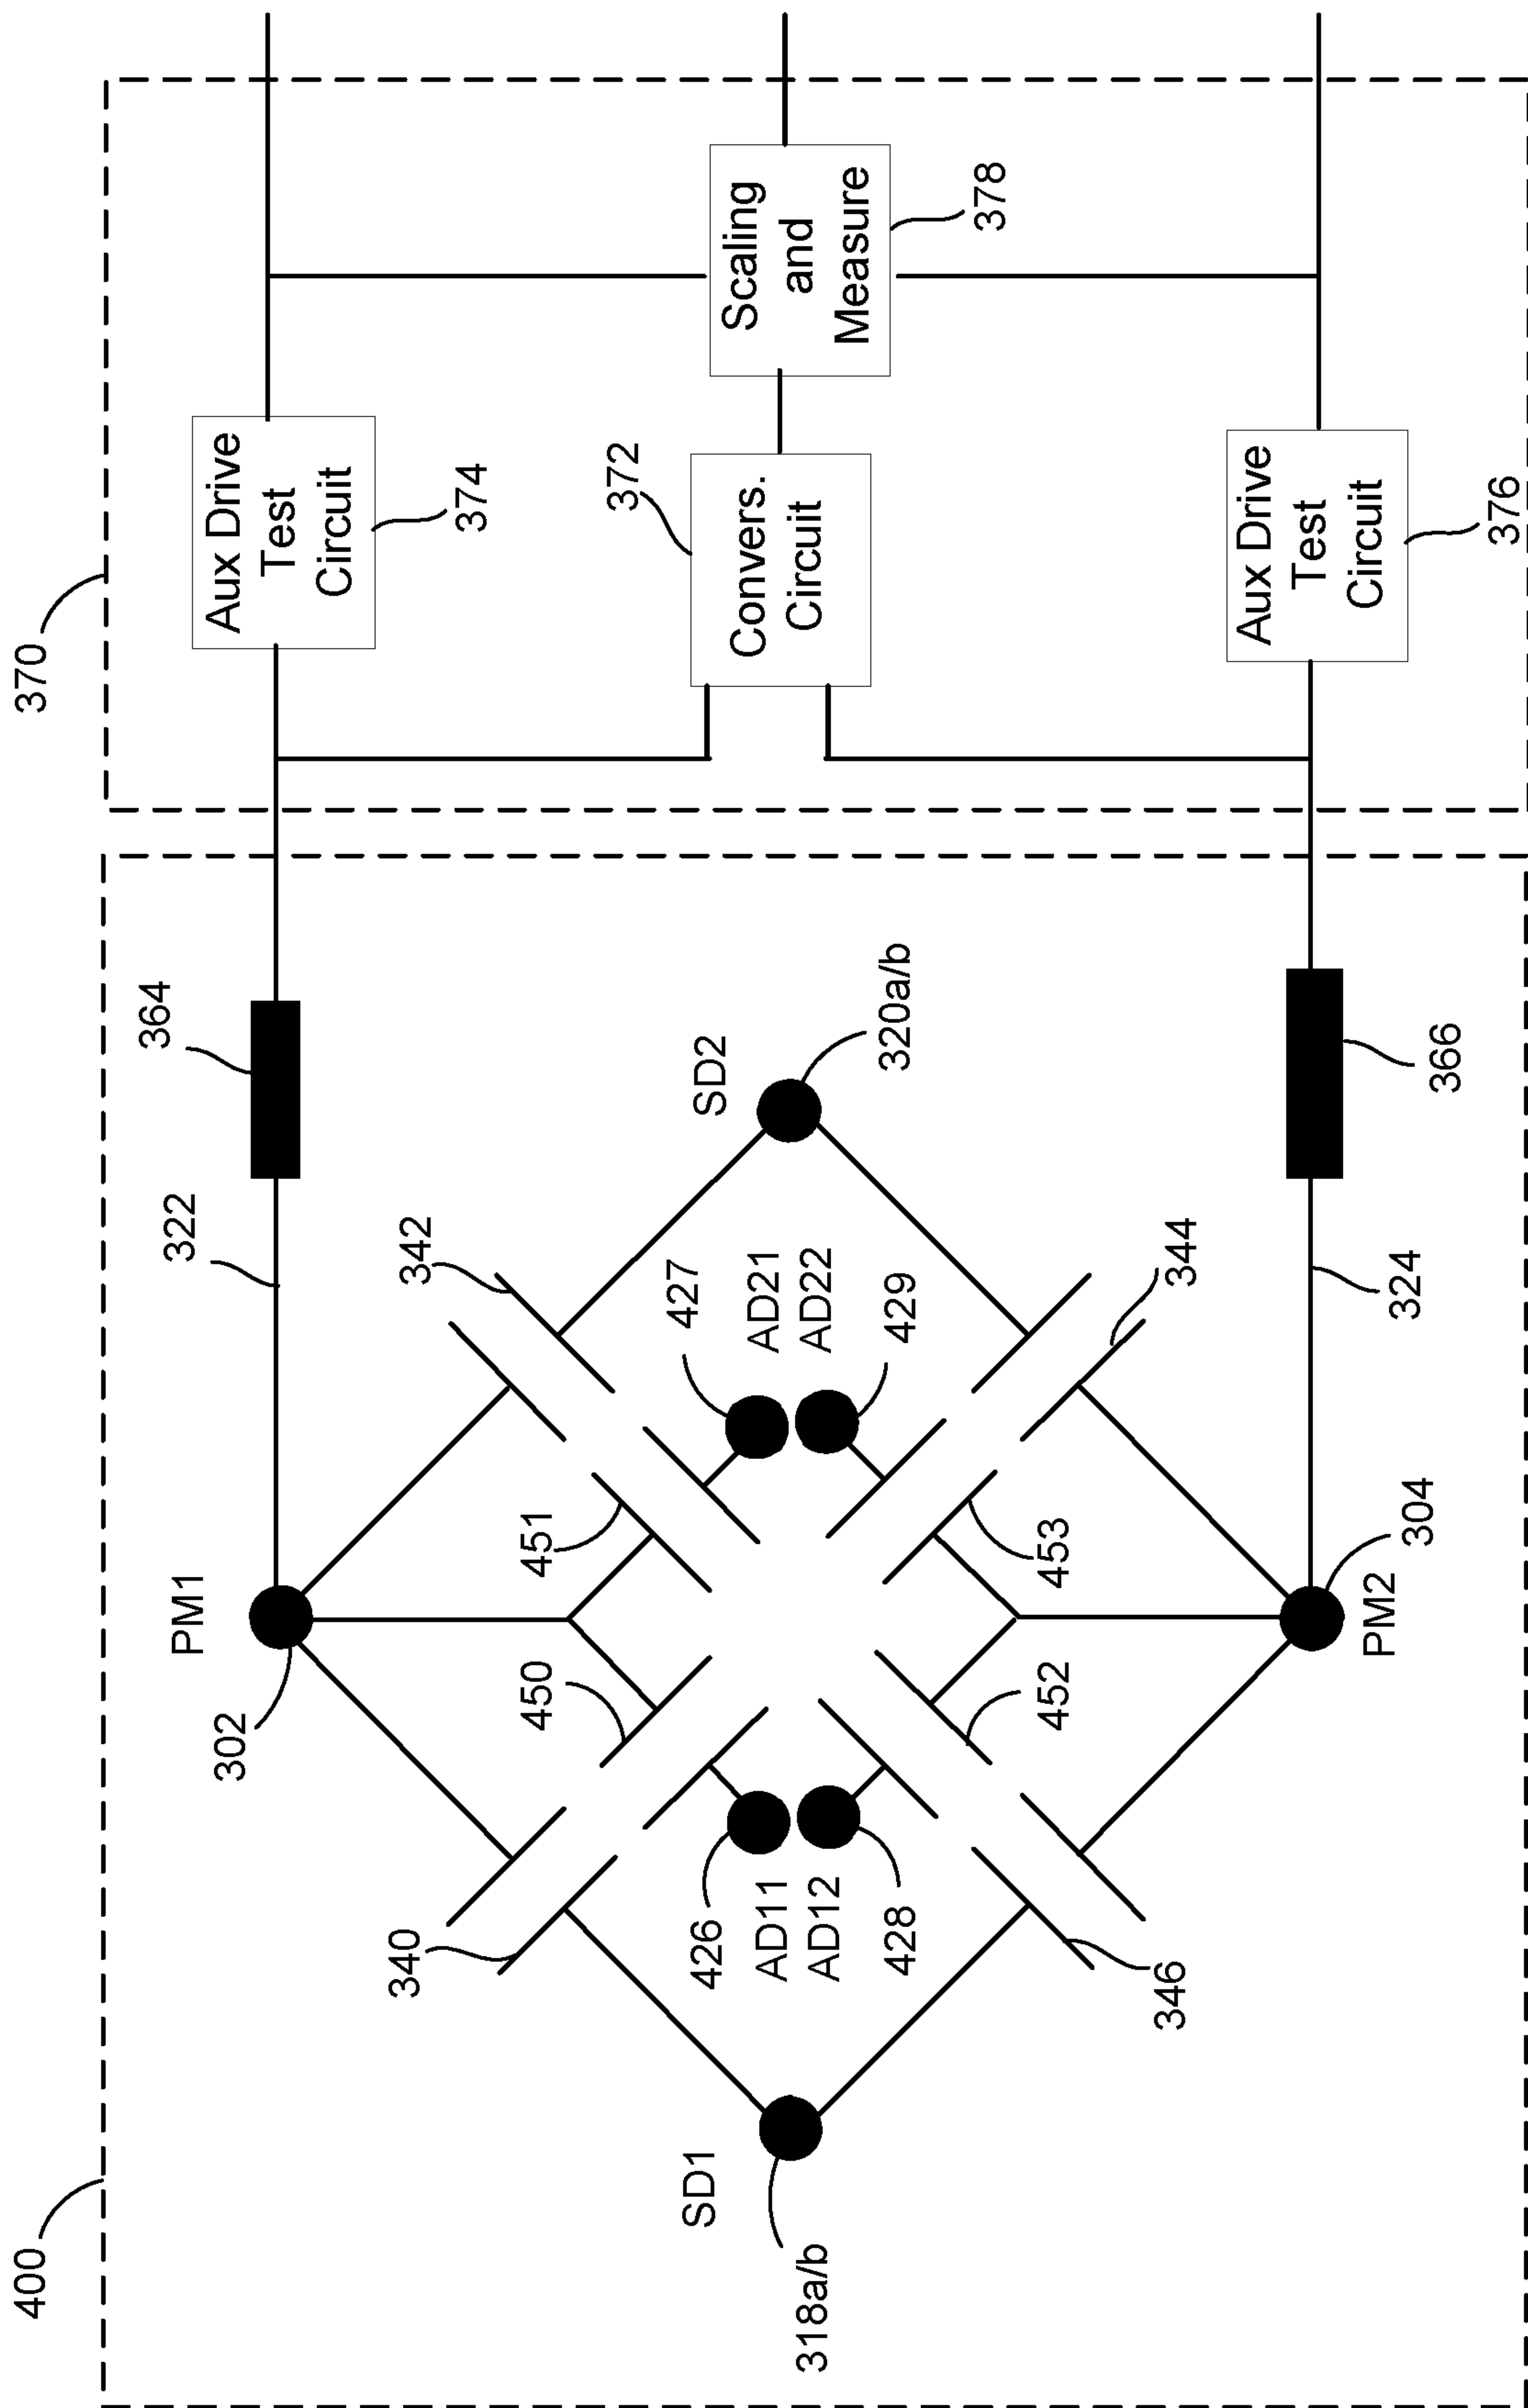 400
370
PM1
302
322
364
Aux Drive
Test
Circuit
374
340
450
451
342
372
Convers.
Circuit
Scaling
and
Measure
378
SD1
318a/b
426
AD11
AD12
428
427
AD21
AD22
429
SD2
320a/b
346
452
453
344
PM2
304
324
366
Aux Drive
Test
Circuit
376